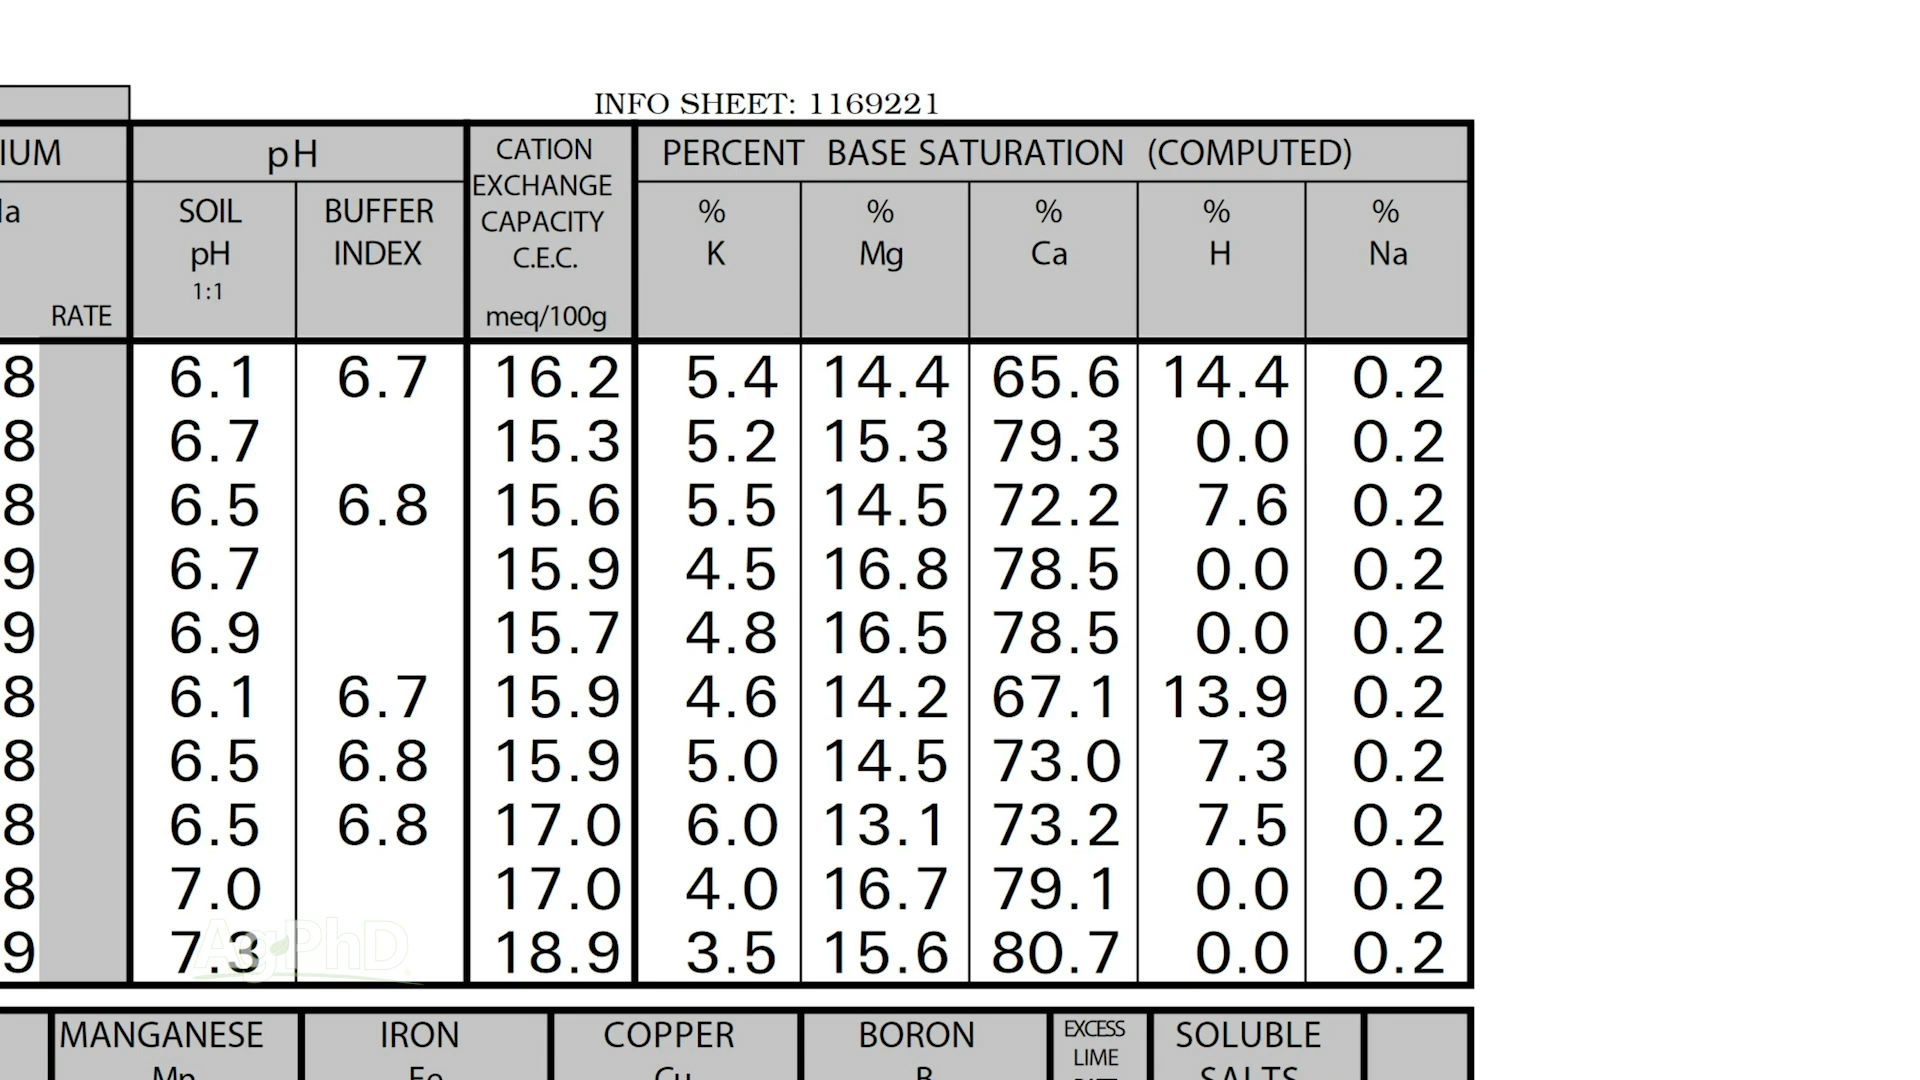 INFO SHEET: 1169221
IUM pH CATION EXCHANGE CAPACITY C.E.C. meq/100g PERCENT BASE SATURATION (COMPUTED)
RATE SOIL pH 1:1 BUFFER INDEX % K % Mg % Ca % H % Na
8 6.1 6.7 16.2 5.4 14.4 65.6 14.4 0.2
8 6.7 15.3 5.2 15.3 79.3 0.0 0.2
8 6.5 6.8 15.6 5.5 14.5 72.2 7.6 0.2
9 6.7 15.9 4.5 16.8 78.5 0.0 0.2
9 6.9 15.7 4.8 16.5 78.5 0.0 0.2
8 6.1 6.7 15.9 4.6 14.2 67.1 13.9 0.2
8 6.5 6.8 15.9 5.0 14.5 73.0 7.3 0.2
8 6.5 6.8 17.0 6.0 13.1 73.2 7.5 0.2
8 7.0 17.0 4.0 16.7 79.1 0.0 0.2
9 7.3 18.9 3.5 15.6 80.7 0.0 0.2
AgPhD
MANGANESE IRON COPPER BORON EXCESS SOLUBLE
Mn Fe Cu B LIME SALTS